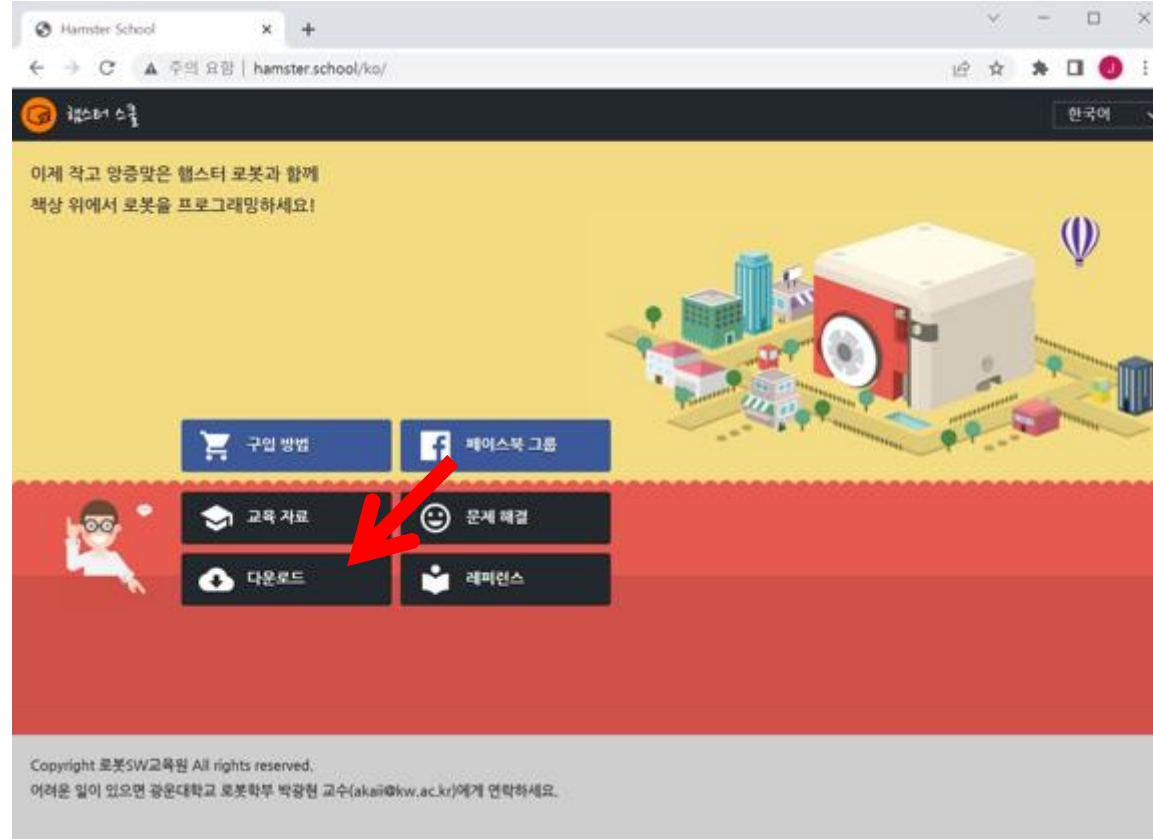 Hamster School
주의 요함 | hamster.school/ko/
J
햄스터 스쿨
한국어
이제 작고 앙증맞은 햄스터 로봇과 함께
책상 위에서 로봇을 프로그래밍하세요!
구입 방법
페이스북 그룹
교육 자료
문제 해결
다운로드
레퍼런스
Copyright 로봇SW교육원 All rights reserved.
어려운 일이 있으면 광운대학교 로봇학부 박광현 교수(akaii@kw.ac.kr)에게 연락하세요.